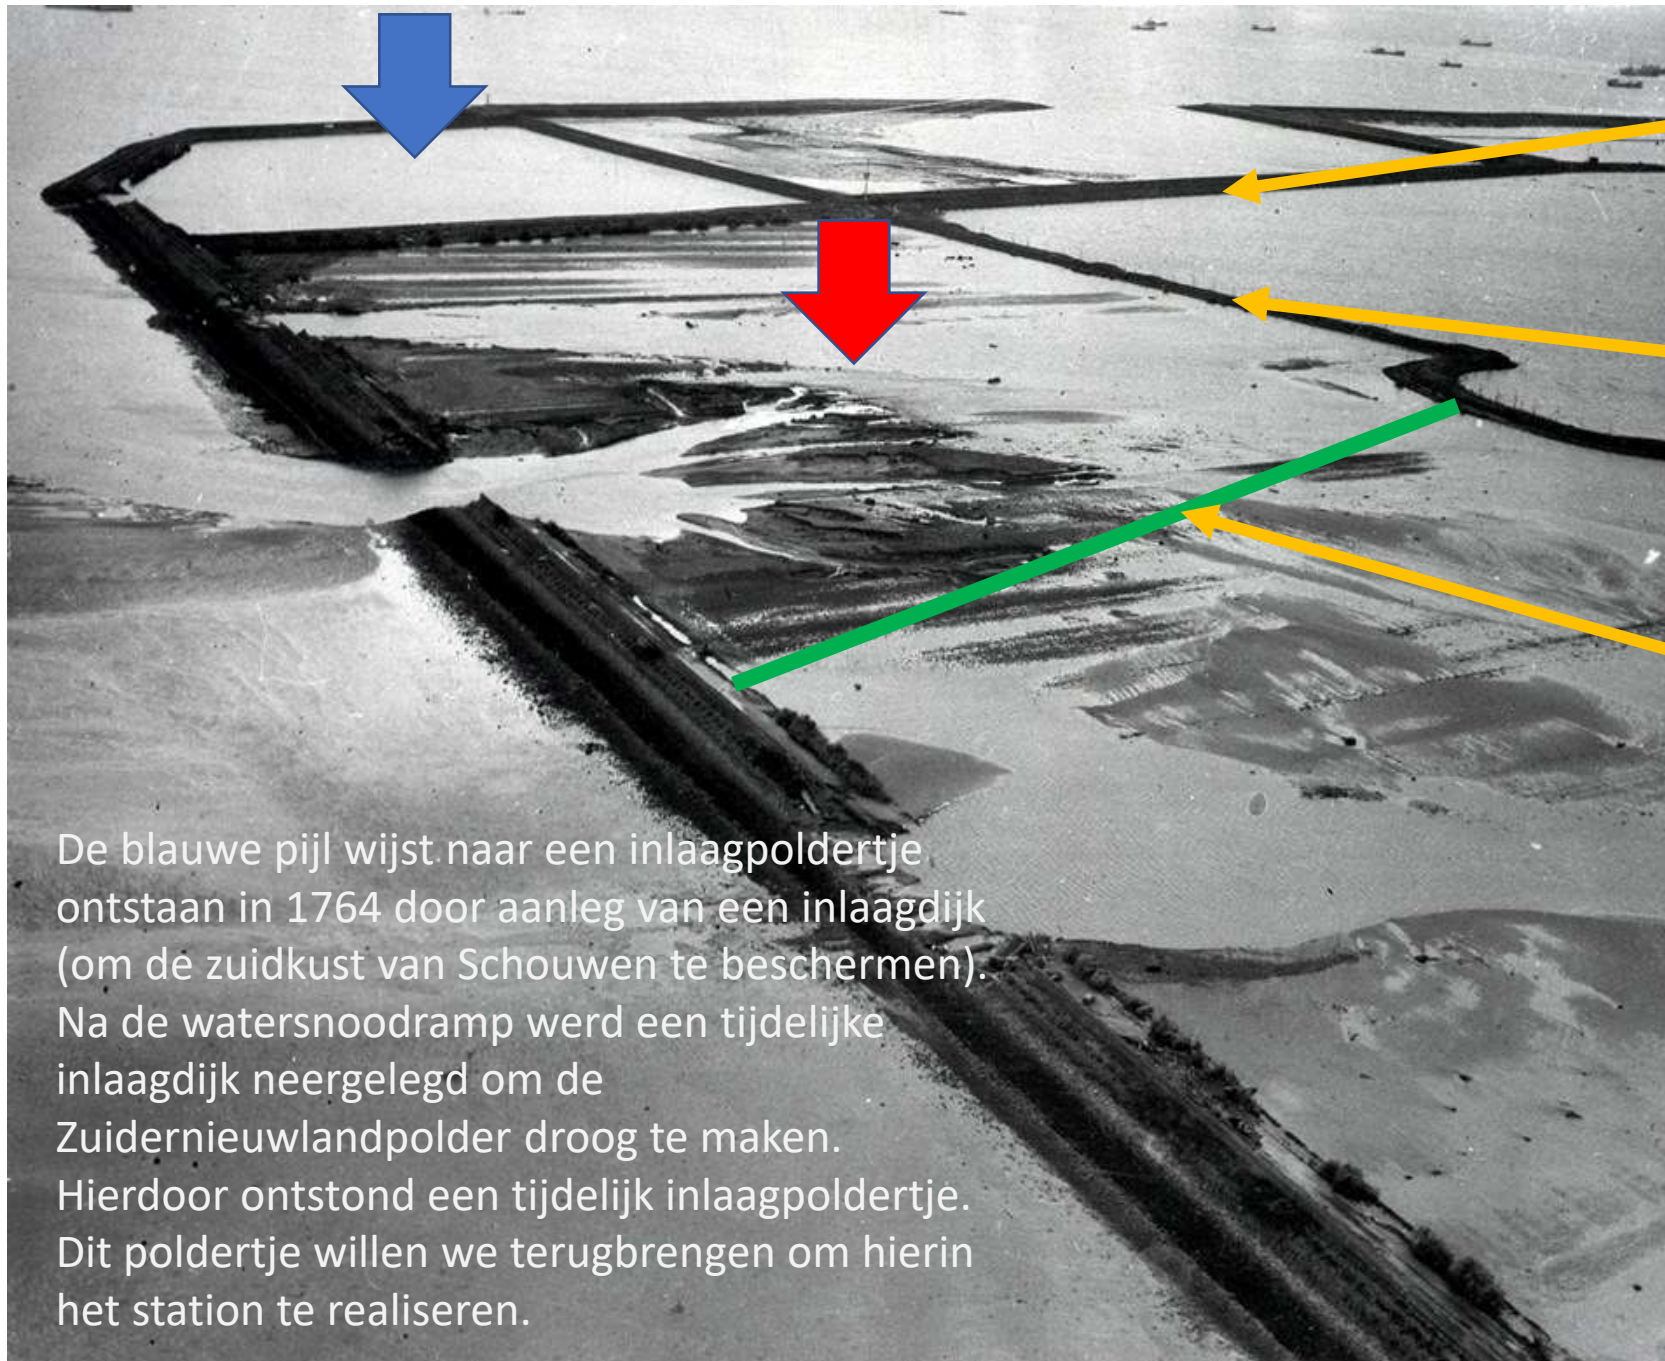 De blauwe pijl wijst naar een inlaagpoldertje
ontstaan in 1764 door aanleg van een inlaagdijk
(om de zuidkust van Schouwen te beschermen).
Na de watersnoodramp werd een tijdelijke
inlaagdijk neergelegd om de
Zuidernieuwlandpolder droog te maken.
Hierdoor ontstond een tijdelijk inlaagpoldertje.
Dit poldertje willen we terugbrengen om hierin
het station te realiseren.